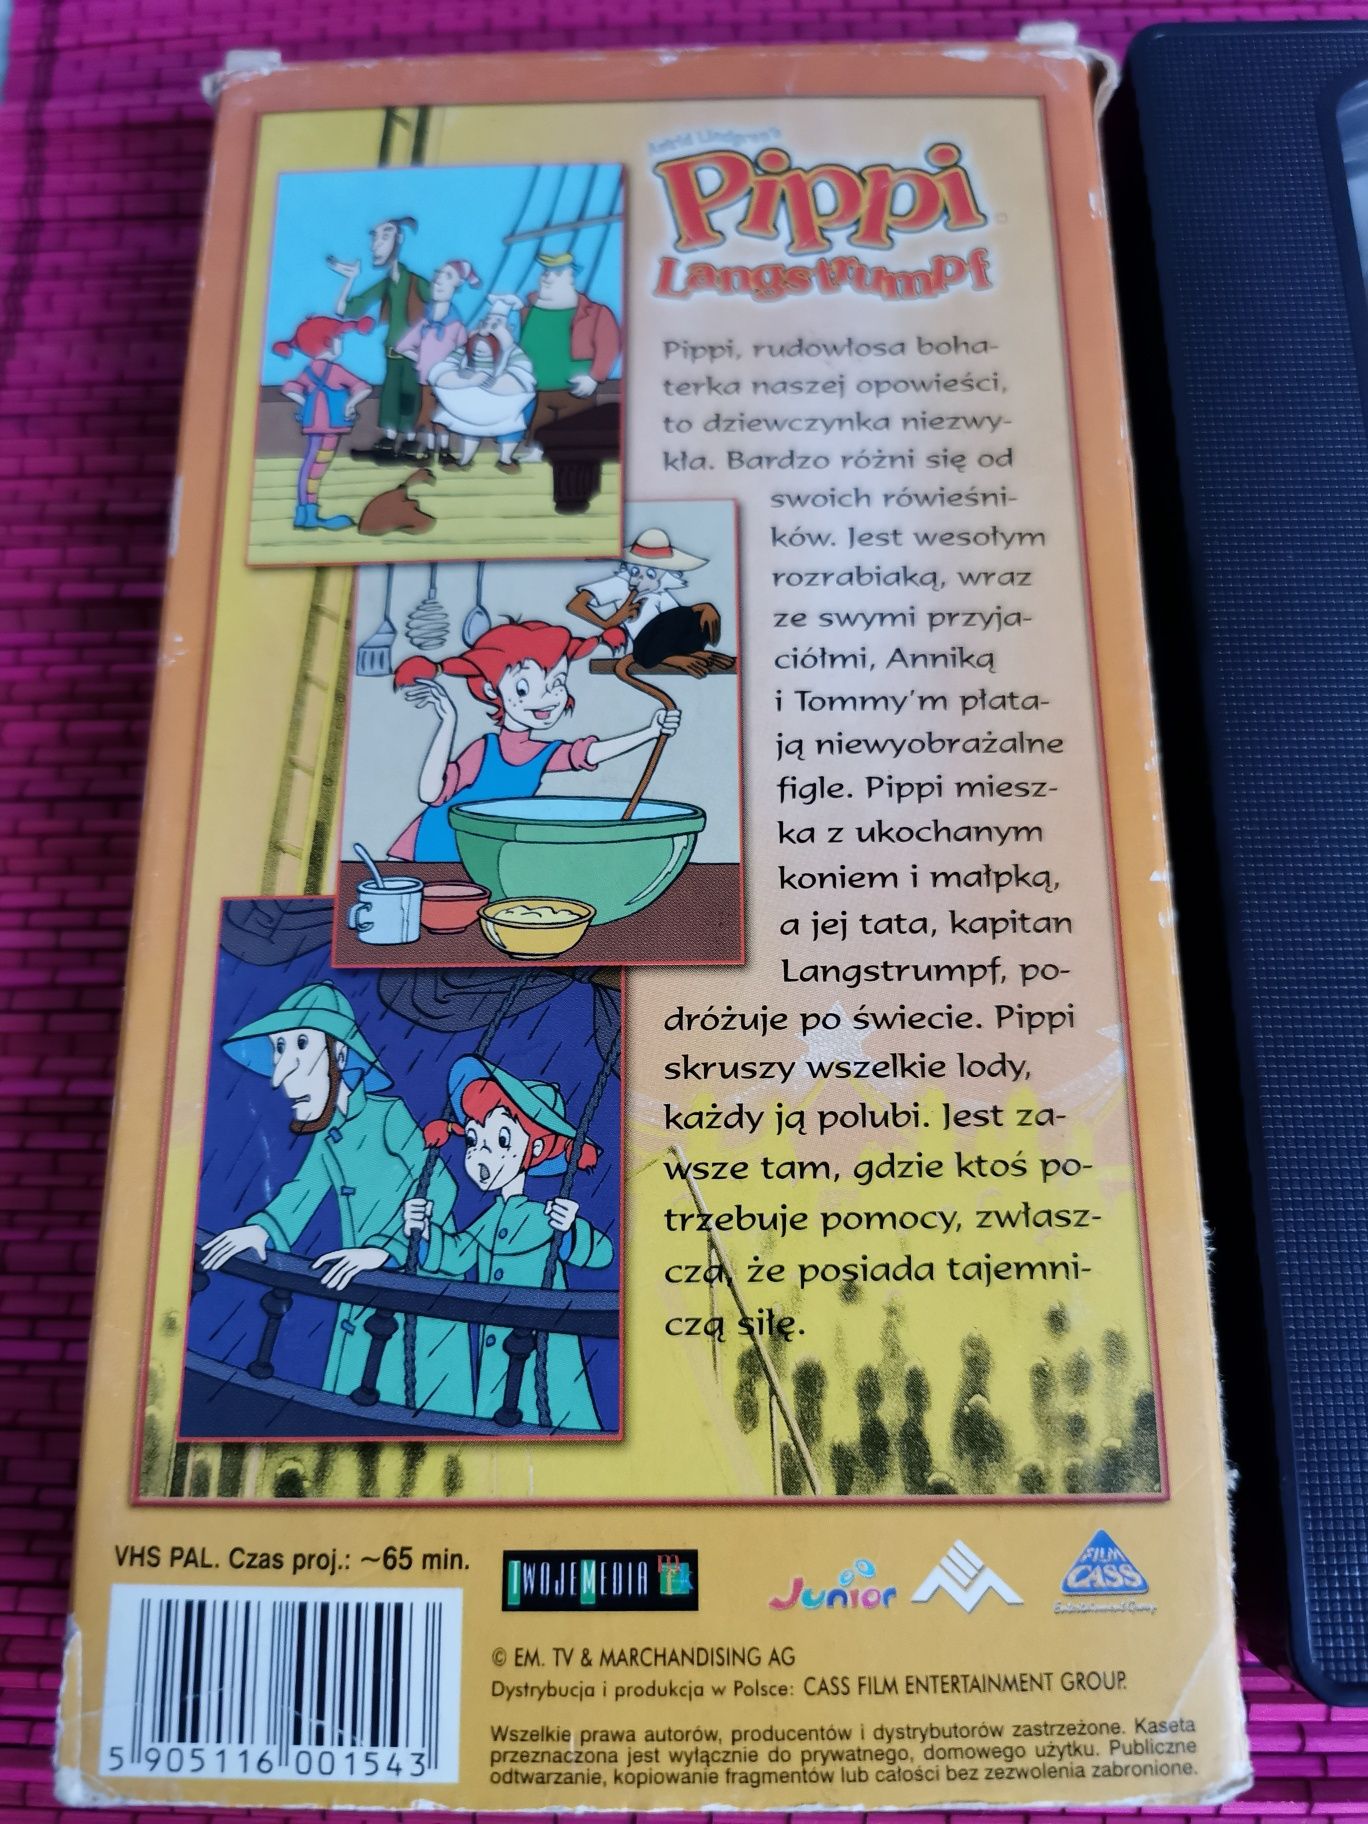 Astrid Lindgren's
Pippi
Langstrumpf
Pippi, rudowłosa boha-
terka naszej opowieści,
to dziewczynka niezwy-
kła. Bardzo różni się od
swoich rówieśni-
ków. Jest wesołym
rozrabiaką, wraz
ze swymi przyja-
ciółmi, Anniką
i Tommy'm płata-
ją niewyobrażalne
figle. Pippi miesz-
ka z ukochanym
koniem i małpką,
a jej tata, kapitan
Langstrumpf, po-
dróżuje po świecie. Pippi
skruszy wszelkie lody,
każdy ją polubi. Jest za-
wsze tam, gdzie ktoś po-
trzebuje pomocy, zwłasz-
cza, że posiada tajemni-
czą siłę.
VHS PAL. Czas proj.: ~65 min.
TWOJE MEDIA
Junior
FILM
CASS
Entertainment Group
© EM. TV & MARCHANDISING AG
Dystrybucja i produkcja w Polsce: CASS FILM ENTERTAINMENT GROUP.
Wszelkie prawa autorów, producentów i dystrybutorów zastrzeżone. Kaseta
przeznaczona jest wyłącznie do prywatnego, domowego użytku. Publiczne
odtwarzanie, kopiowanie fragmentów lub całości bez zezwolenia zabronione.
5 905116 001543